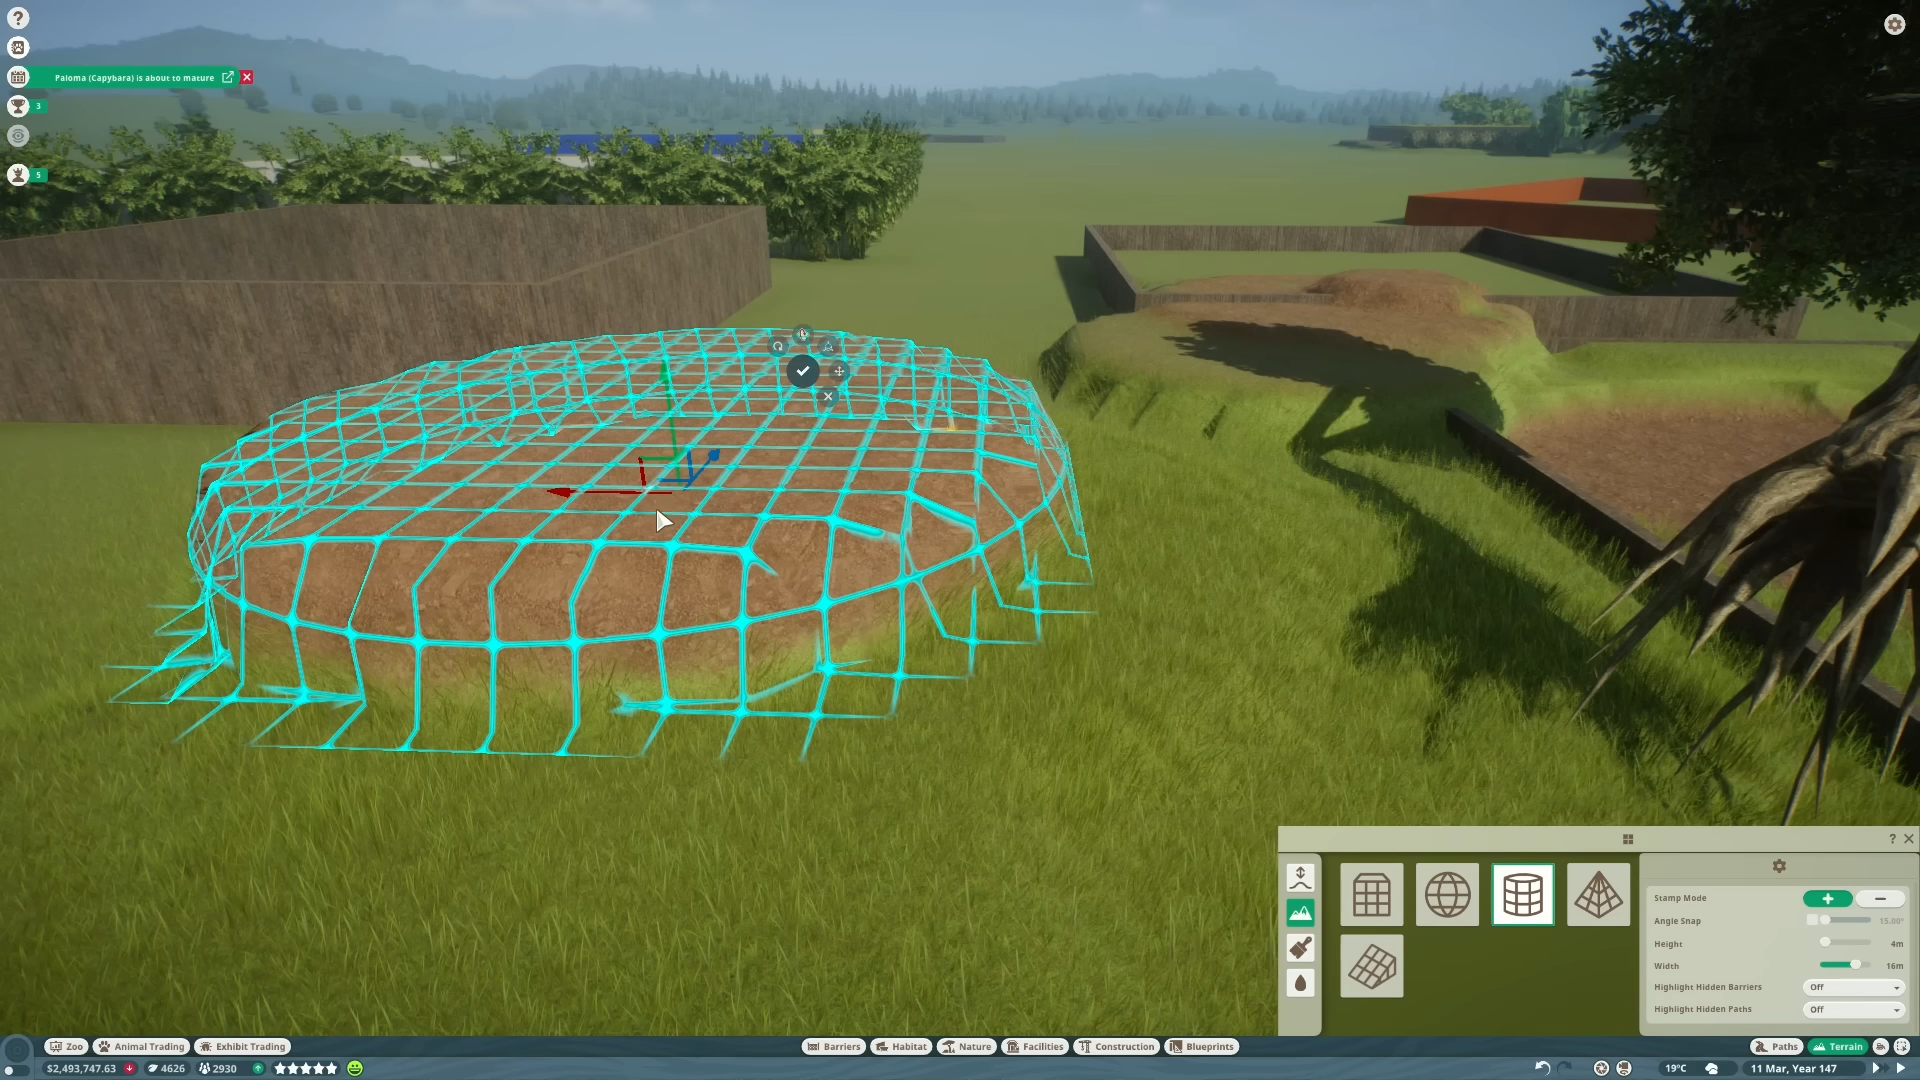 ?
Paloma (Capybara) is about to mature
3
5
?
Stamp Mode
Angle Snap 15.00°
Height 4m
Width 16m
Highlight Hidden Barriers Off
Highlight Hidden Paths Off
Zoo Animal Trading Exhibit Trading Barriers Habitat Nature Facilities Construction Blueprints Paths Terrain
$2,493,747.63 4626 2930 19°C 11 Mar, Year 147